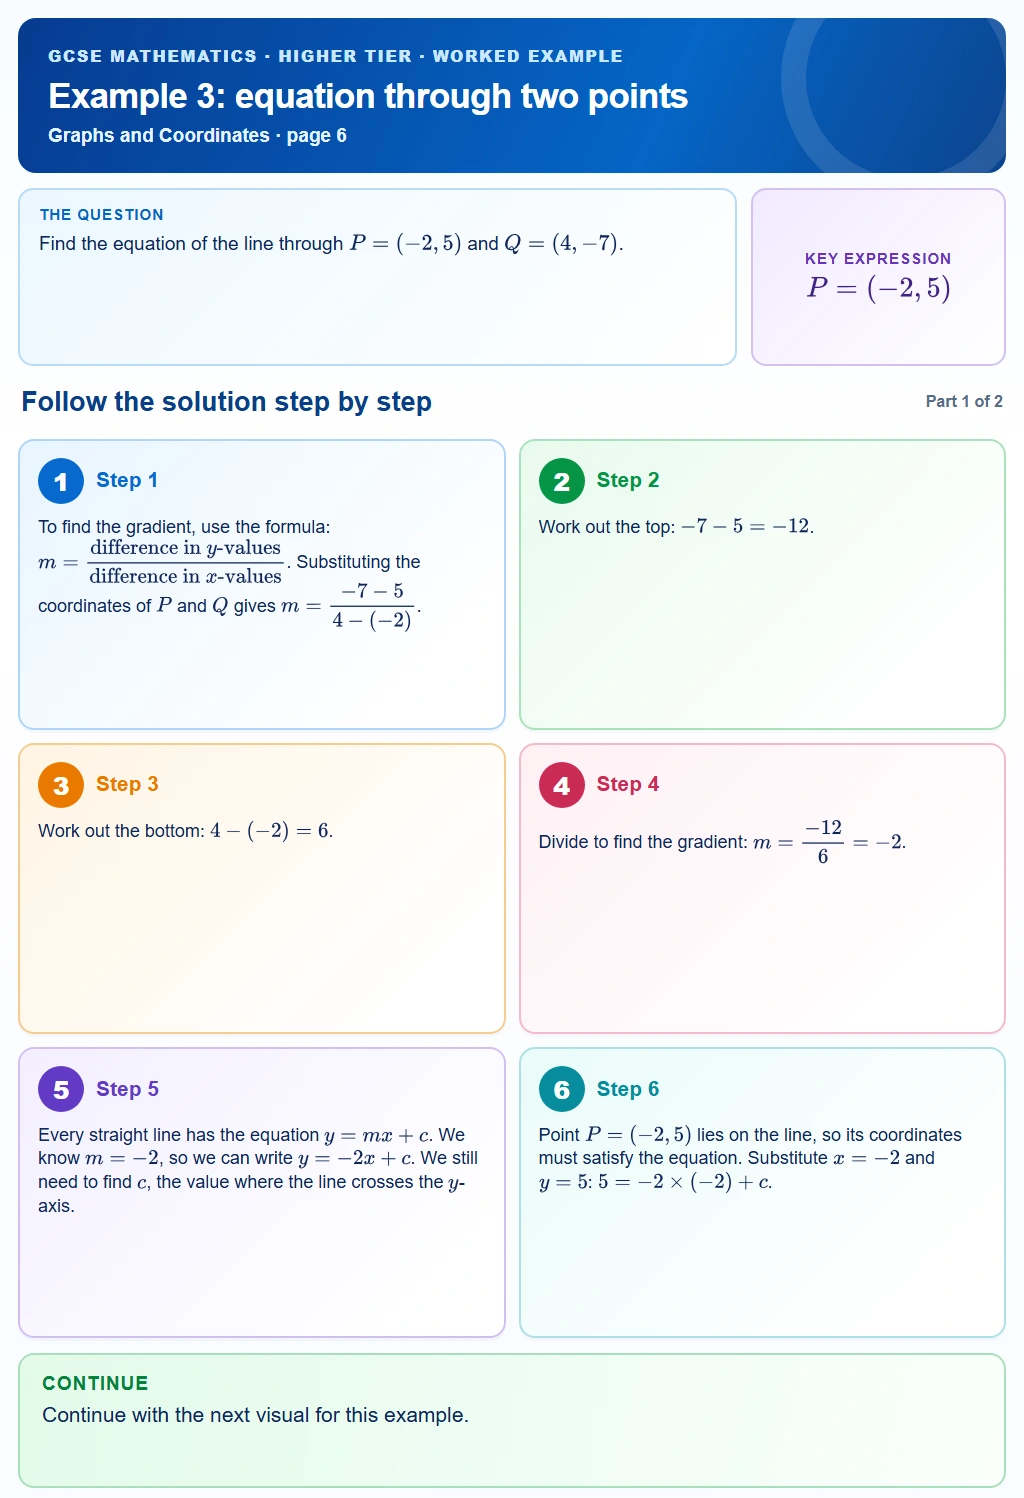 GCSE MATHEMATICS · HIGHER TIER · WORKED EXAMPLE
Example 3: equation through two points
Graphs and Coordinates · page 6
THE QUESTION
Find the equation of the line through P = (−2, 5) and Q = (4, −7).
KEY EXPRESSION
P = (−2, 5)
Follow the solution step by step
Part 1 of 2
1 Step 1
To find the gradient, use the formula:
m = \frac{difference in y-values}{difference in x-values}. Substituting the
coordinates of P and Q gives m = \frac{−7 − 5}{4 − (−2)}.
2 Step 2
Work out the top: −7 − 5 = −12.
3 Step 3
Work out the bottom: 4 − (−2) = 6.
4 Step 4
Divide to find the gradient: m = \frac{−12}{6} = −2.
5 Step 5
Every straight line has the equation y = mx + c. We
know m = −2, so we can write y = −2x + c. We still
need to find c, the value where the line crosses the y-
axis.
6 Step 6
Point P = (−2, 5) lies on the line, so its coordinates
must satisfy the equation. Substitute x = −2 and
y = 5: 5 = −2 × (−2) + c.
CONTINUE
Continue with the next visual for this example.